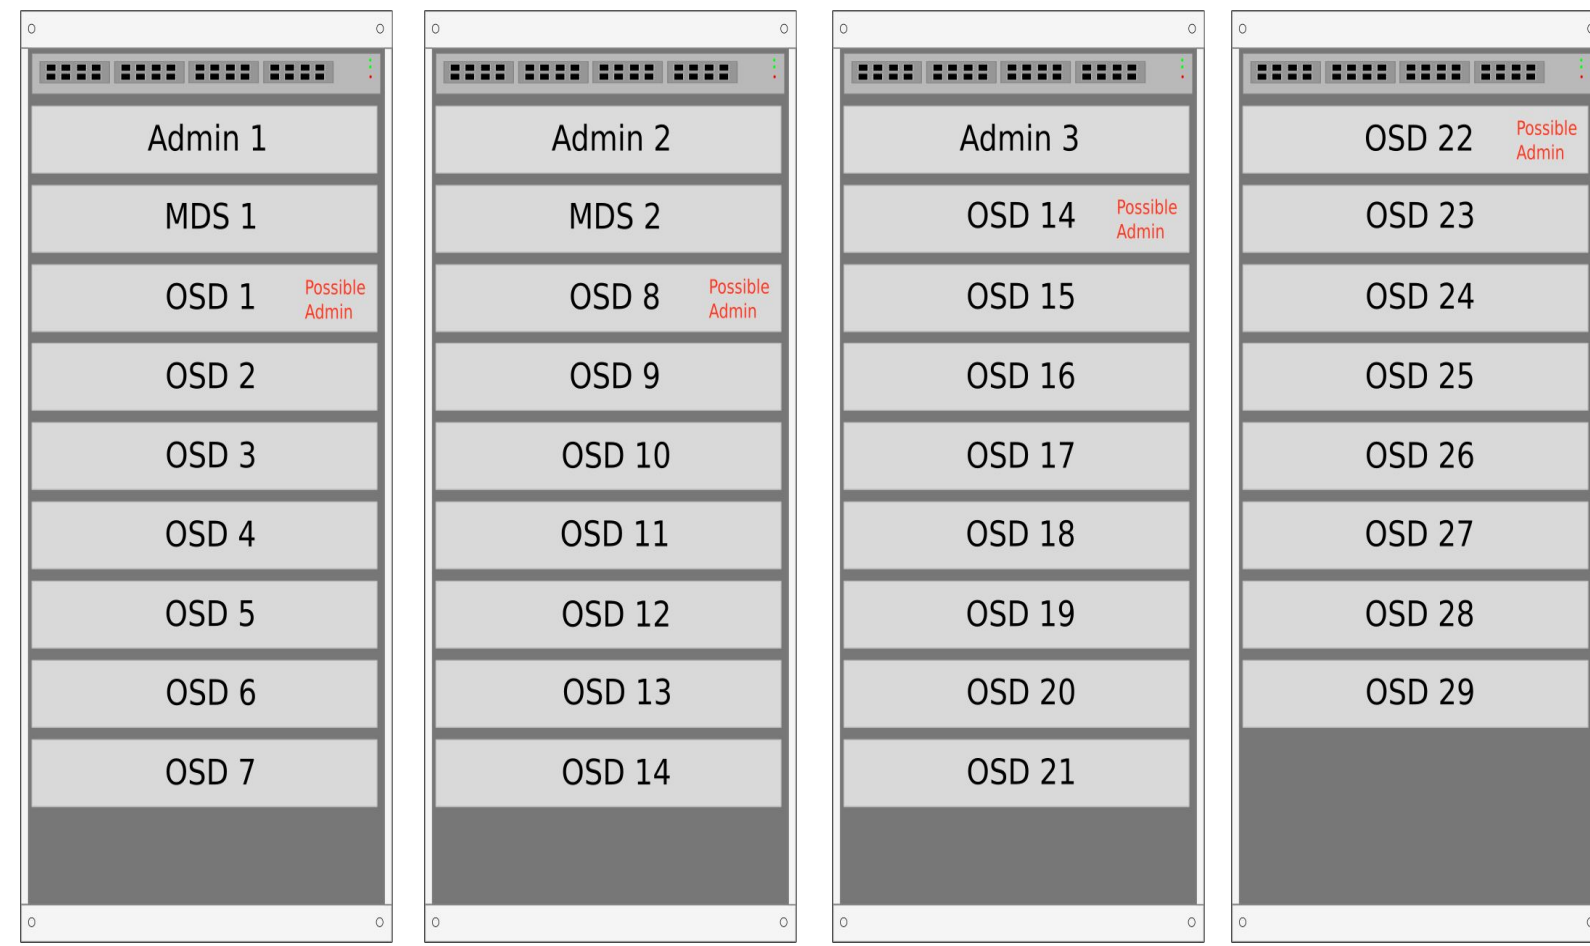 Admin 1
MDS 1
OSD 1
Possible
Admin
OSD 2
OSD 3
OSD 4
OSD 5
OSD 6
OSD 7
Admin 2
MDS 2
OSD 8
Possible
Admin
OSD 9
OSD 10
OSD 11
OSD 12
OSD 13
OSD 14
Admin 3
OSD 14
Possible
Admin
OSD 15
OSD 16
OSD 17
OSD 18
OSD 19
OSD 20
OSD 21
OSD 22
Possible
Admin
OSD 23
OSD 24
OSD 25
OSD 26
OSD 27
OSD 28
OSD 29